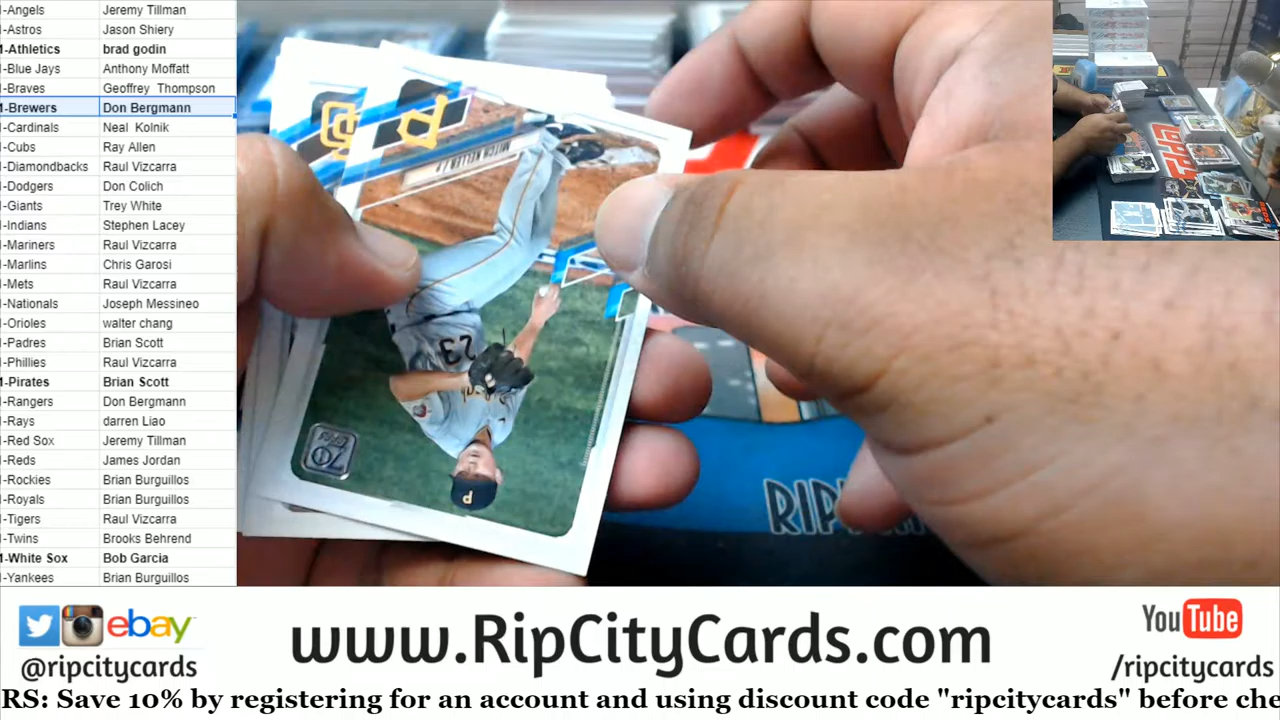 I-Angels Jeremy Tillman
I-Astros Jason Shiery
I-Athletics brad godin
I-Blue Jays Anthony Moffatt
I-Braves Geoffrey Thompson
I-Brewers Don Bergmann
I-Cardinals Neal Kolnik
I-Cubs Ray Allen
I-Diamondbacks Raul Vizcarra
I-Dodgers Don Colich
I-Giants Trey White
I-Indians Stephen Lacey
I-Mariners Raul Vizcarra
I-Marlins Chris Garosi
I-Mets Raul Vizcarra
I-Nationals Joseph Messineo
I-Orioles walter chang
I-Padres Brian Scott
I-Phillies Raul Vizcarra
I-Pirates Brian Scott
I-Rangers Don Bergmann
I-Rays darren Liao
I-Red Sox Jeremy Tillman
I-Reds James Jordan
I-Rockies Brian Burguillos
I-Royals Brian Burguillos
I-Tigers Raul Vizcarra
I-Twins Brooks Behrend
I-White Sox Bob Garcia
I-Yankees Brian Burguillos
MITCH KELLER
P
23
70
P
RIP
ebay
@ripcitycards
www.RipCityCards.com
YouTube
/ripcitycards
RS: Save 10% by registering for an account and using discount code "ripcitycards" before che